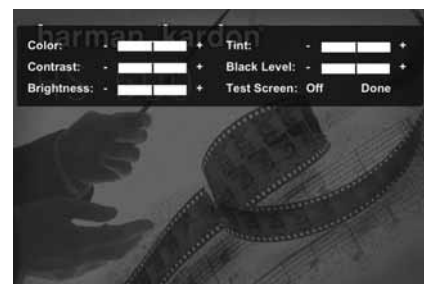 harman kardon
Color: - + Tint: - +
Contrast: - + Black Level: - +
Brightness: - + Test Screen: Off Done